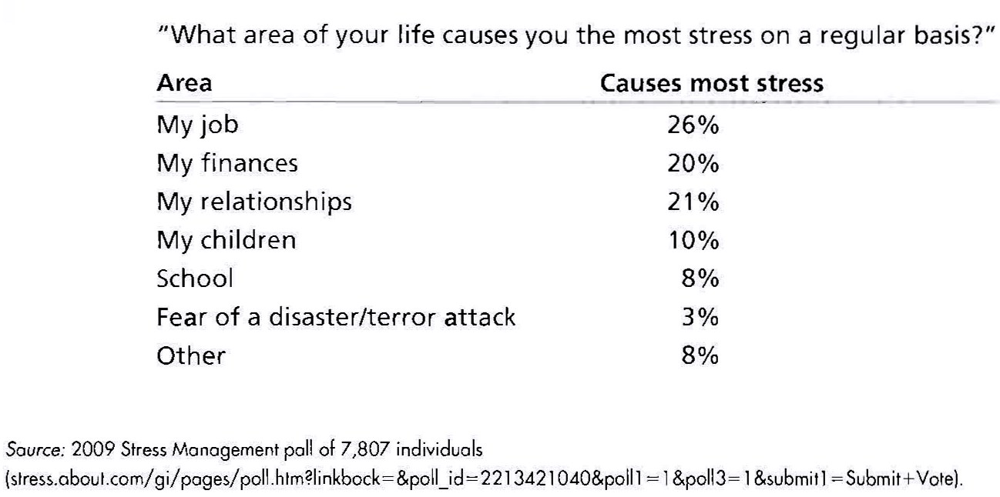 "What area of your life causes you the most stress on a regular basis?"
Area Causes most stress
My job 26%
My finances 20%
My relationships 21%
My children 10%
School 8%
Fear of a disaster/terror attack 3%
Other 8%
Saurce: 2009 Stress Management pall of 7,807 individuals
(stress.about.com/gi/pages/poll.htm?linkbock=&poll_id=2213421040&poll1=1&poll3=1&submit1=Submit+Vote).